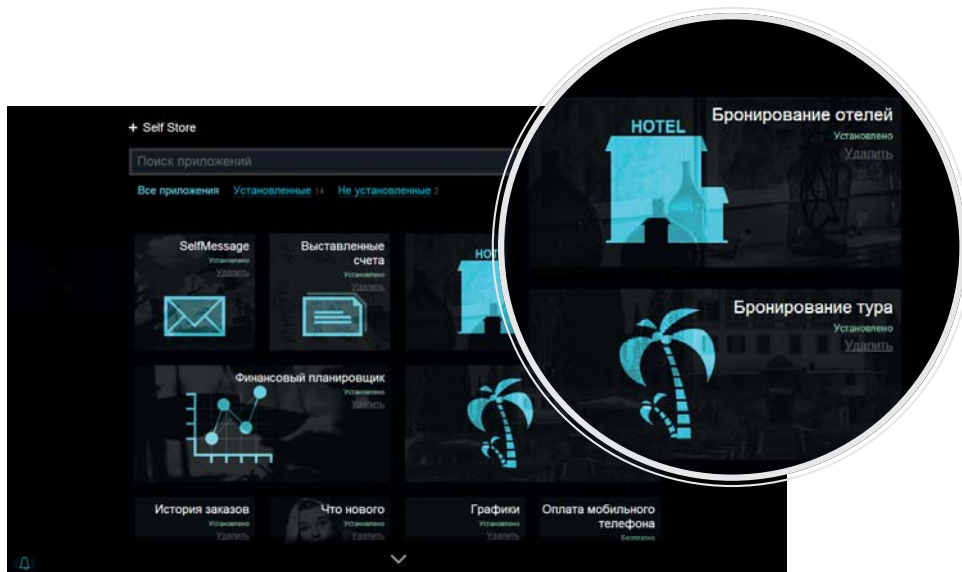 + Self Store
Поиск приложений
Все приложения Установленные 14 Не установленные 2
SelfMessage
Установлено
Удалить
Выставленные
счета
Установлено
Удалить
HOT
Финансовый планировщик
Установлено
Удалить
История заказов
Установлено
Удалить
Что нового
Установлено
Удалить
Графики
Установлено
Удалить
Оплата мобильного
телефона
Бесплатно
HOTEL
Бронирование отелей
Установлено
Удалить
Бронирование тура
Установлено
Удалить